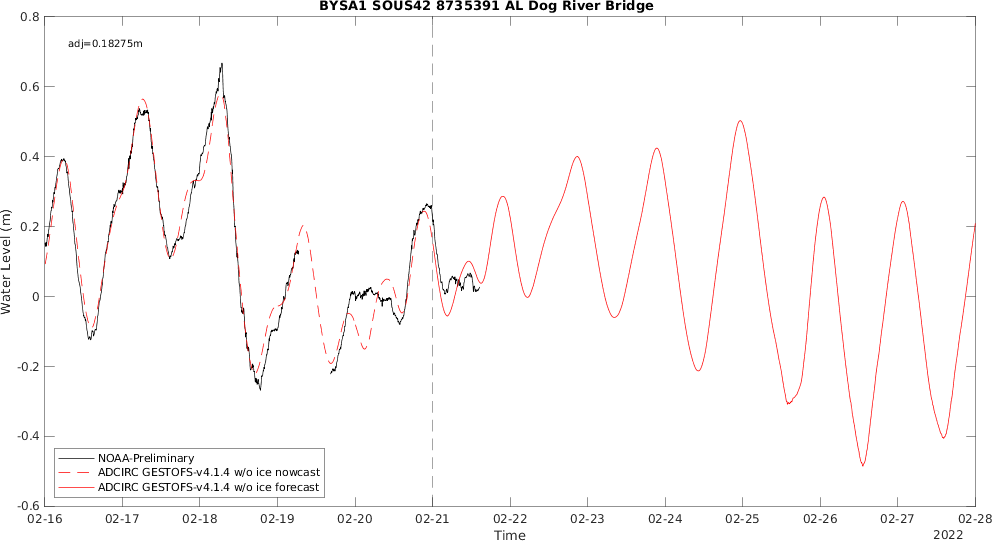 BYSA1 SOUS42 8735391 AL Dog River Bridge
adj=0.18275m
0.8
0.6
0.4
0.2
0
-0.2
-0.4
-0.6
Water Level (m)
NOAA-Preliminary
ADCIRC GESTOFS-v4.1.4 w/o ice nowcast
ADCIRC GESTOFS-v4.1.4 w/o ice forecast
02-16 02-17 02-18 02-19 02-20 02-21 02-22 02-23 02-24 02-25 02-26 02-27 02-28
Time
2022